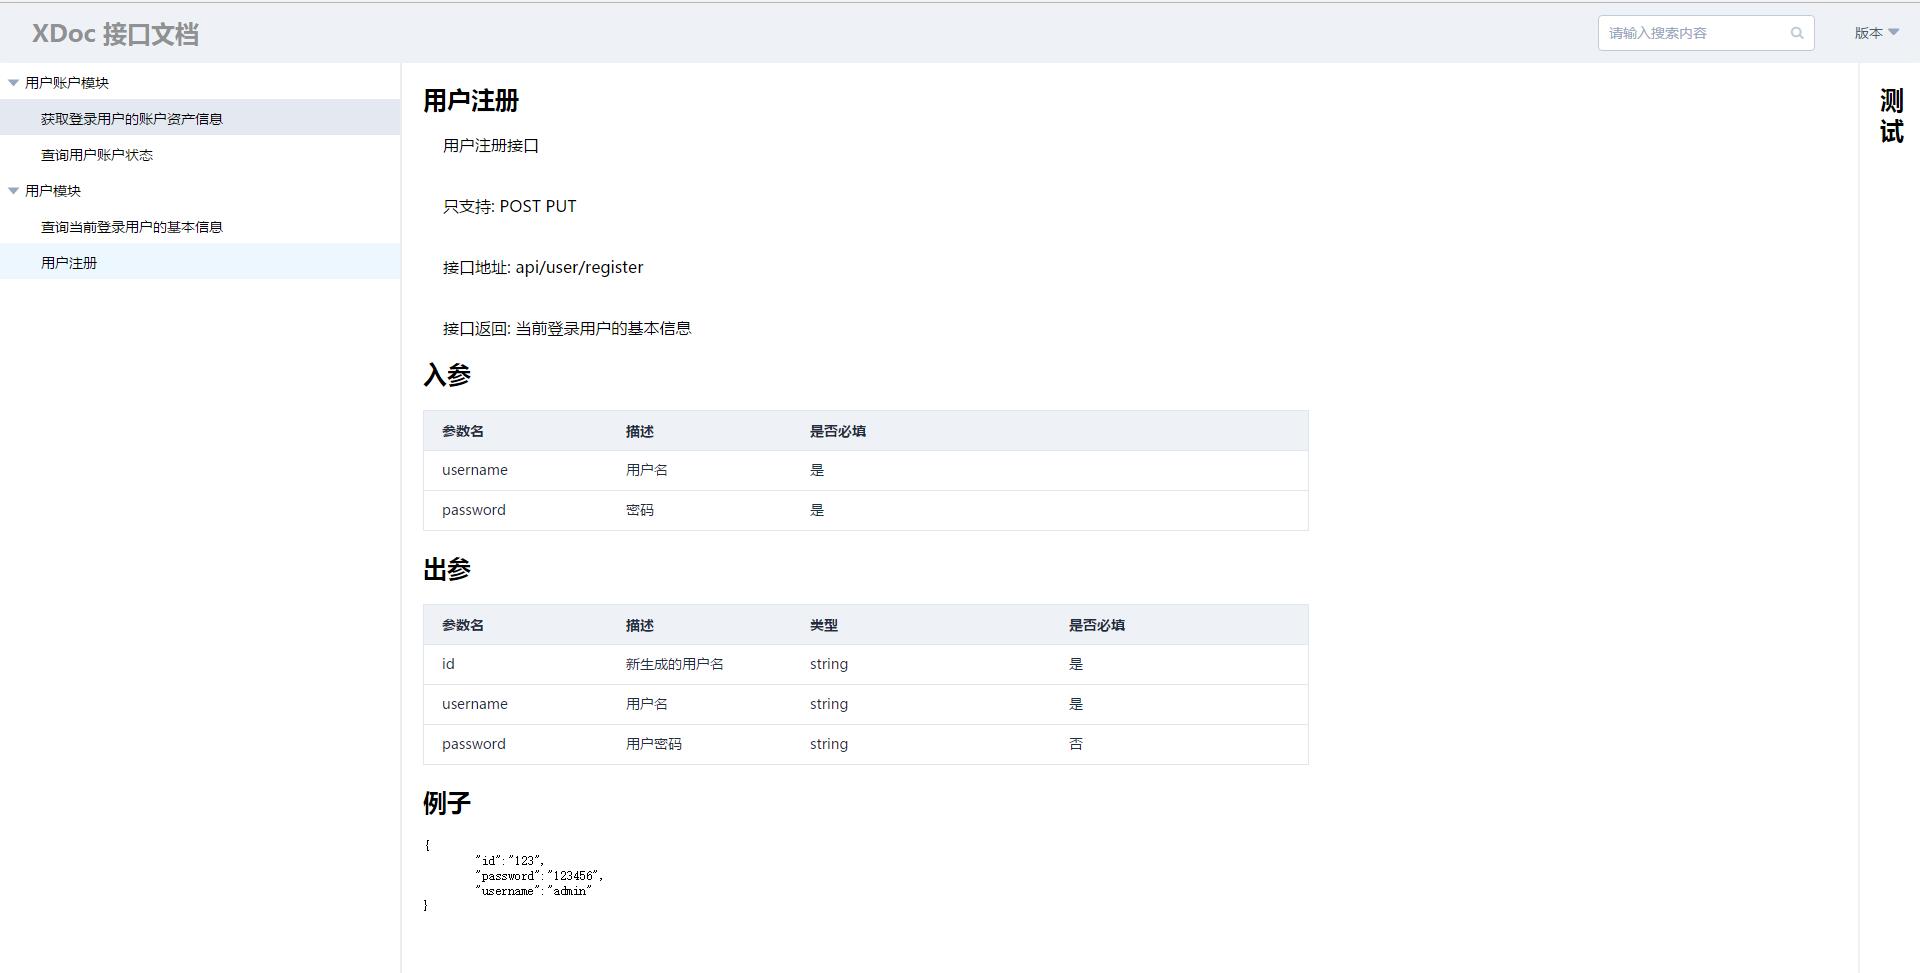 XDoc 接口文档
请输入搜索内容
版本
用户账户模块
获取登录用户的账户资产信息
查询用户账户状态
用户模块
查询当前登录用户的基本信息
用户注册
用户注册
用户注册接口
只支持: POST PUT
接口地址: api/user/register
接口返回: 当前登录用户的基本信息
入参
参数名 描述 是否必填
username 用户名 是
password 密码 是
出参
参数名 描述 类型 是否必填
id 新生成的用户名 string 是
username 用户名 string 是
password 用户密码 string 否
例子
{
"id":"123",
"password":"123456",
"username":"admin"
}
测
试